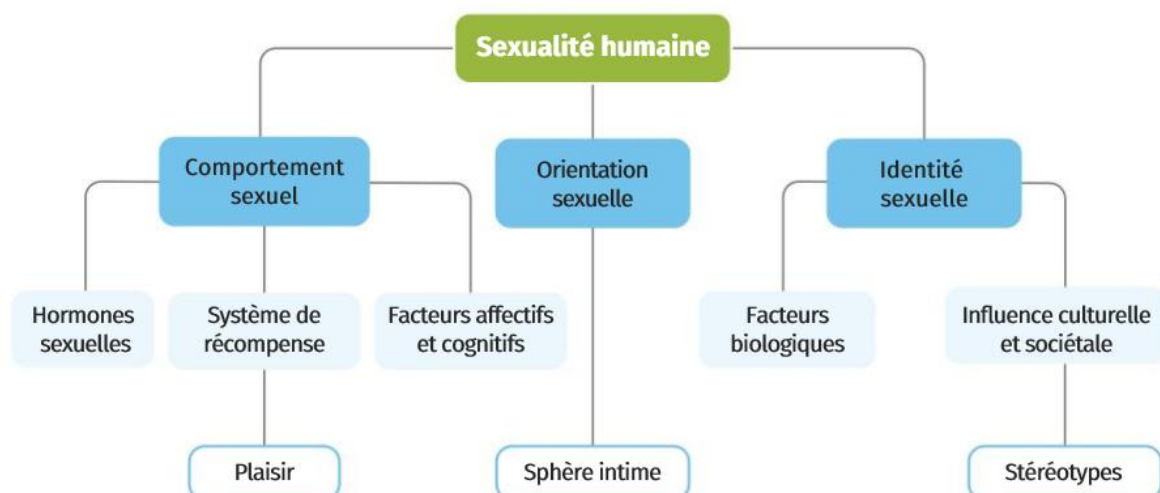 Sexualité humaine
Comportement
sexuel
Orientation
sexuelle
Identité
sexuelle
Hormones
sexuelles
Système de
récompense
Facteurs affectifs
et cognitifs
Facteurs
biologiques
Influence culturelle
et sociétale
Plaisir
Sphère intime
Stéréotypes